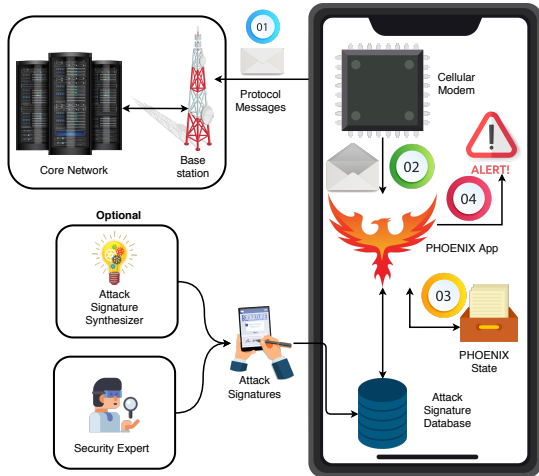 01
Protocol
Messages
Core Network
Base
station
Cellular
Modem
02
ALERT!
04
PHOENIX App
03
PHOENIX
State
Optional
Attack
Signature
Synthesizer
SIGNATURE
Attack
Signatures
Security Expert
Attack
Signature
Database